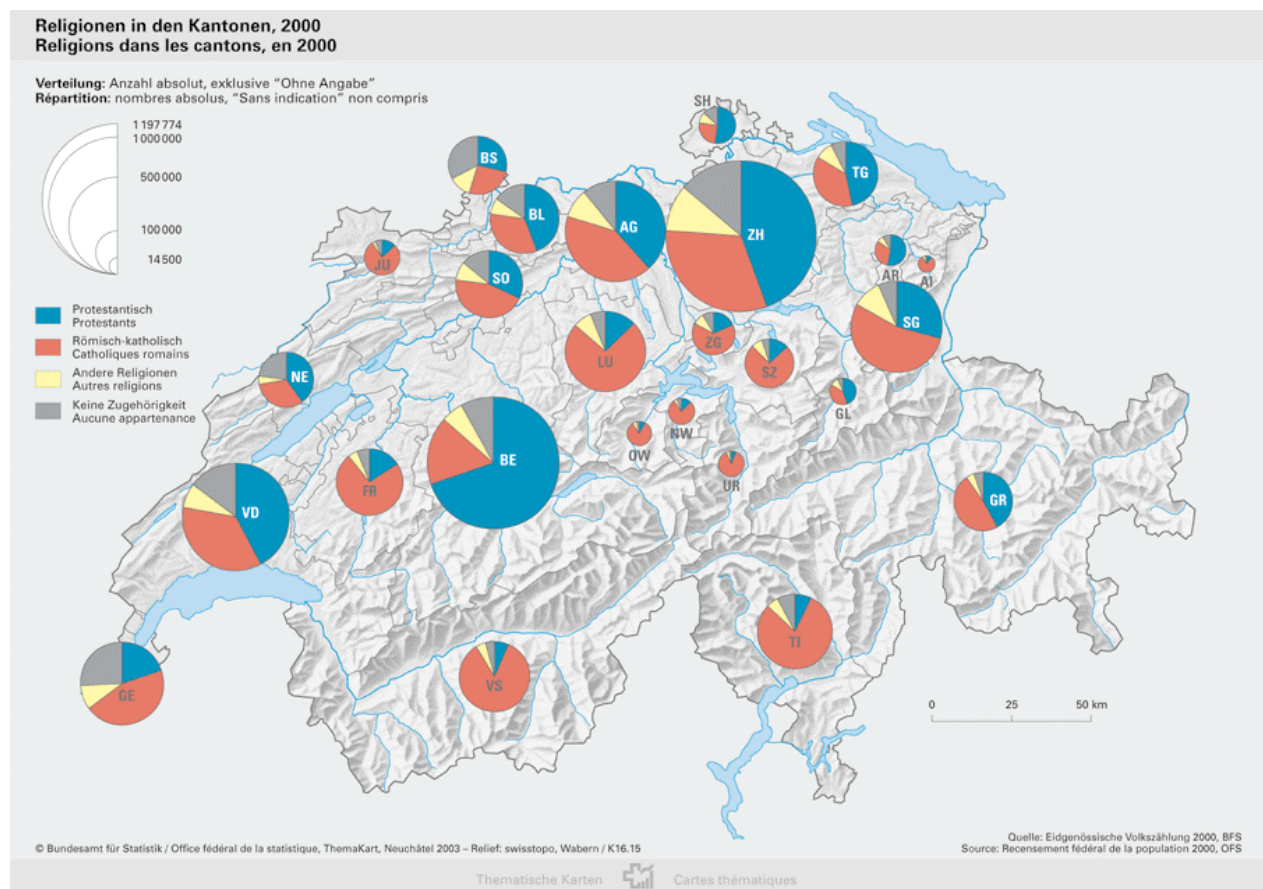 Religionen in den Kantonen, 2000
Religions dans les cantons, en 2000
Verteilung: Anzahl absolut, exklusive “Ohne Angabe”
Répartition: nombres absolus, “Sans indication” non compris
1 197 774
1 000 000
500 000
100 000
14 500
Protestantisch
Protestants
Römisch-katholisch
Catholiques romains
Andere Religionen
Autres religions
Keine Zugehörigkeit
Aucune appartenance
SH
BS
TG
BL
AG
ZH
JU
AR
AI
SO
SG
ZG
LU
SZ
NE
GL
NW
OW
BE
UR
FR
GR
VD
TI
VS
GE
0 25 50 km
© Bundesamt für Statistik / Office fédéral de la statistique, ThemaKart, Neuchâtel 2003 – Relief: swisstopo, Wabern / K16.15
Quelle: Eidgenössische Volkszählung 2000, BFS
Source: Recensement fédéral de la population 2000, OFS
Thematische Karten Cartes thématiques